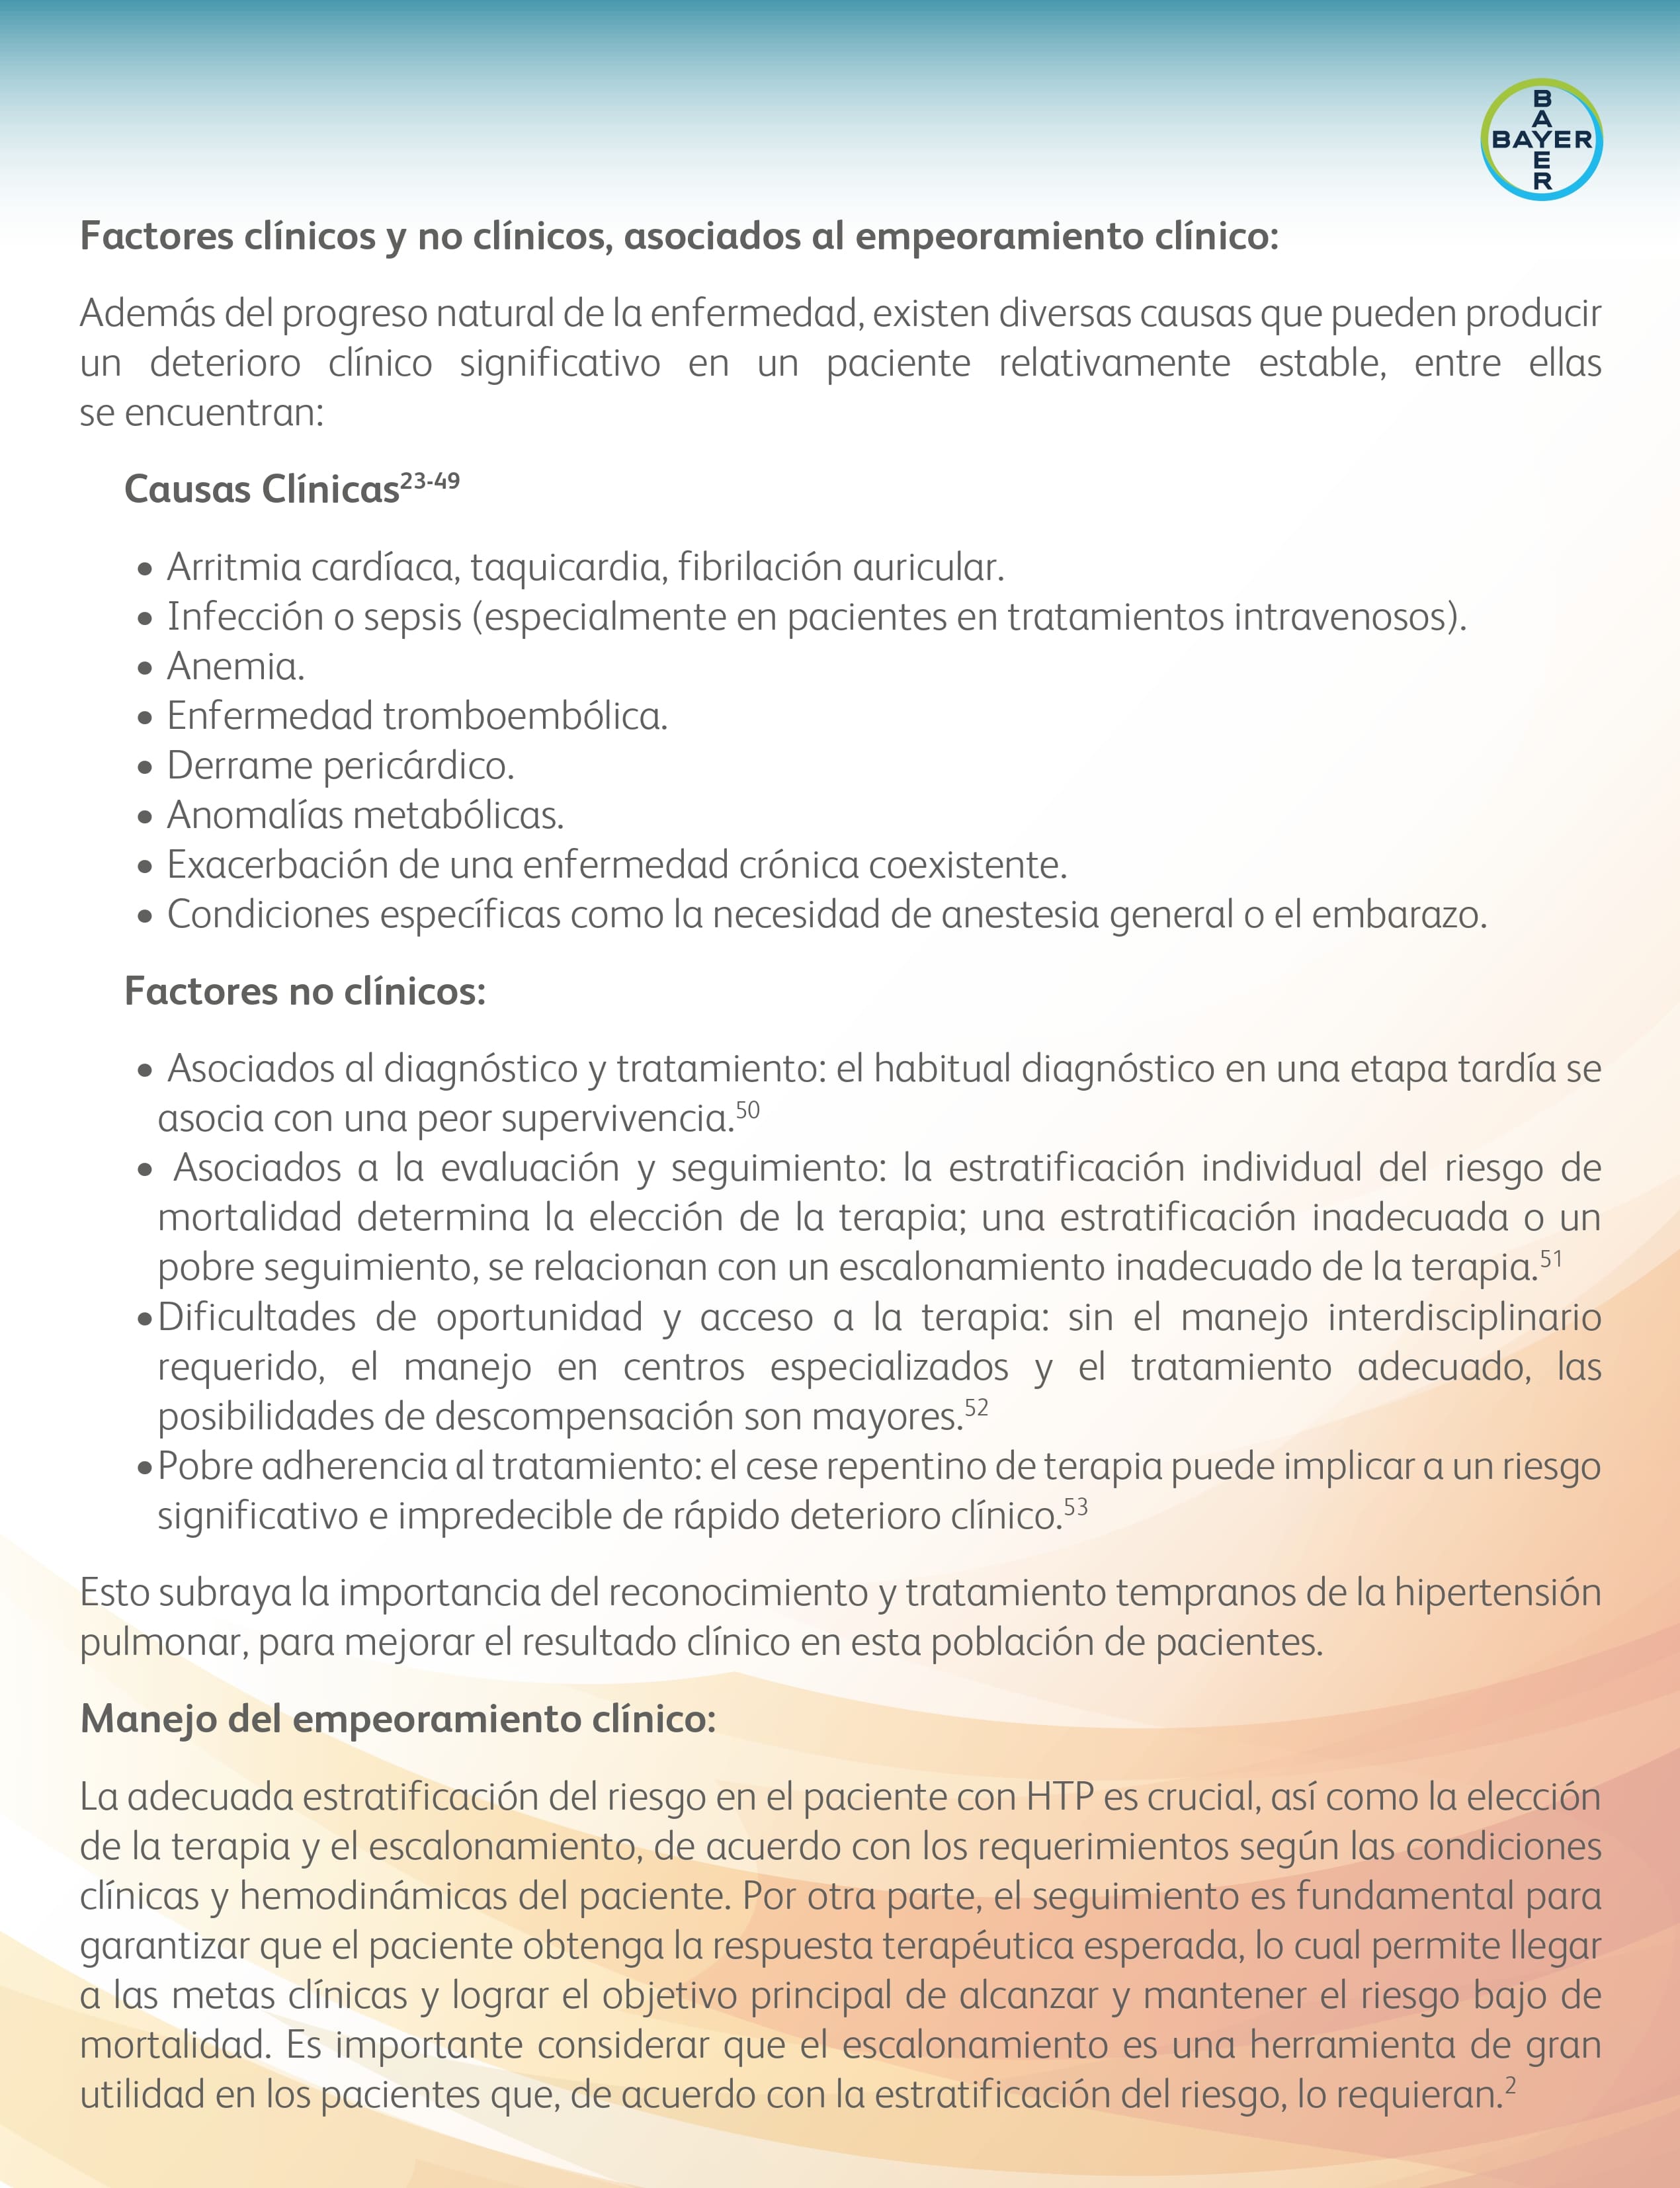 BAYER
BAYER
Factores clínicos y no clínicos, asociados al empeoramiento clínico:
Además del progreso natural de la enfermedad, existen diversas causas que pueden producir
un deterioro clínico significativo en un paciente relativamente estable, entre ellas
se encuentran:
Causas Clínicas²³⁻⁴⁹
• Arritmia cardíaca, taquicardia, fibrilación auricular.
• Infección o sepsis (especialmente en pacientes en tratamientos intravenosos).
• Anemia.
• Enfermedad tromboembólica.
• Derrame pericárdico.
• Anomalías metabólicas.
• Exacerbación de una enfermedad crónica coexistente.
• Condiciones específicas como la necesidad de anestesia general o el embarazo.
Factores no clínicos:
• Asociados al diagnóstico y tratamiento: el habitual diagnóstico en una etapa tardía se
asocia con una peor supervivencia.⁵⁰
• Asociados a la evaluación y seguimiento: la estratificación individual del riesgo de
mortalidad determina la elección de la terapia; una estratificación inadecuada o un
pobre seguimiento, se relacionan con un escalonamiento inadecuado de la terapia.⁵¹
• Dificultades de oportunidad y acceso a la terapia: sin el manejo interdisciplinario
requerido, el manejo en centros especializados y el tratamiento adecuado, las
posibilidades de descompensación son mayores.⁵²
• Pobre adherencia al tratamiento: el cese repentino de terapia puede implicar a un riesgo
significativo e impredecible de rápido deterioro clínico.⁵³
Esto subraya la importancia del reconocimiento y tratamiento tempranos de la hipertensión
pulmonar, para mejorar el resultado clínico en esta población de pacientes.
Manejo del empeoramiento clínico:
La adecuada estratificación del riesgo en el paciente con HTP es crucial, así como la elección
de la terapia y el escalonamiento, de acuerdo con los requerimientos según las condiciones
clínicas y hemodinámicas del paciente. Por otra parte, el seguimiento es fundamental para
garantizar que el paciente obtenga la respuesta terapéutica esperada, lo cual permite llegar
a las metas clínicas y lograr el objetivo principal de alcanzar y mantener el riesgo bajo de
mortalidad. Es importante considerar que el escalonamiento es una herramienta de gran
utilidad en los pacientes que, de acuerdo con la estratificación del riesgo, lo requieran.²